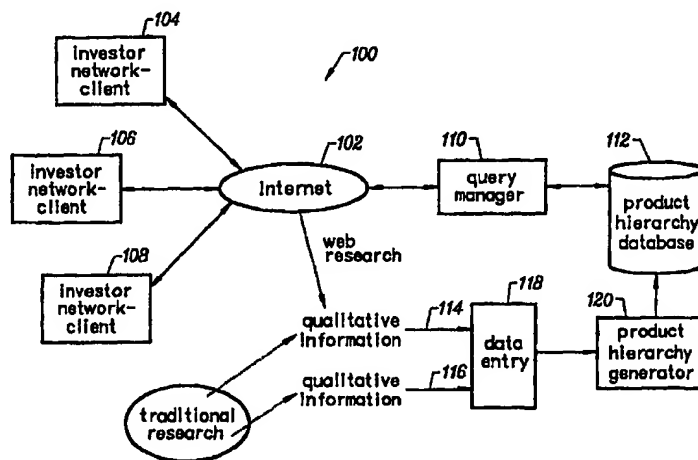 104
investor
network-
client
100
106
investor
network-
client
102
Internet
110
query
manager
112
product
hierarchy
database
108
investor
network-
client
web
research
qualitative
information
114
118
data
entry
120
product
hierarchy
generator
qualitative
information
116
traditional
research